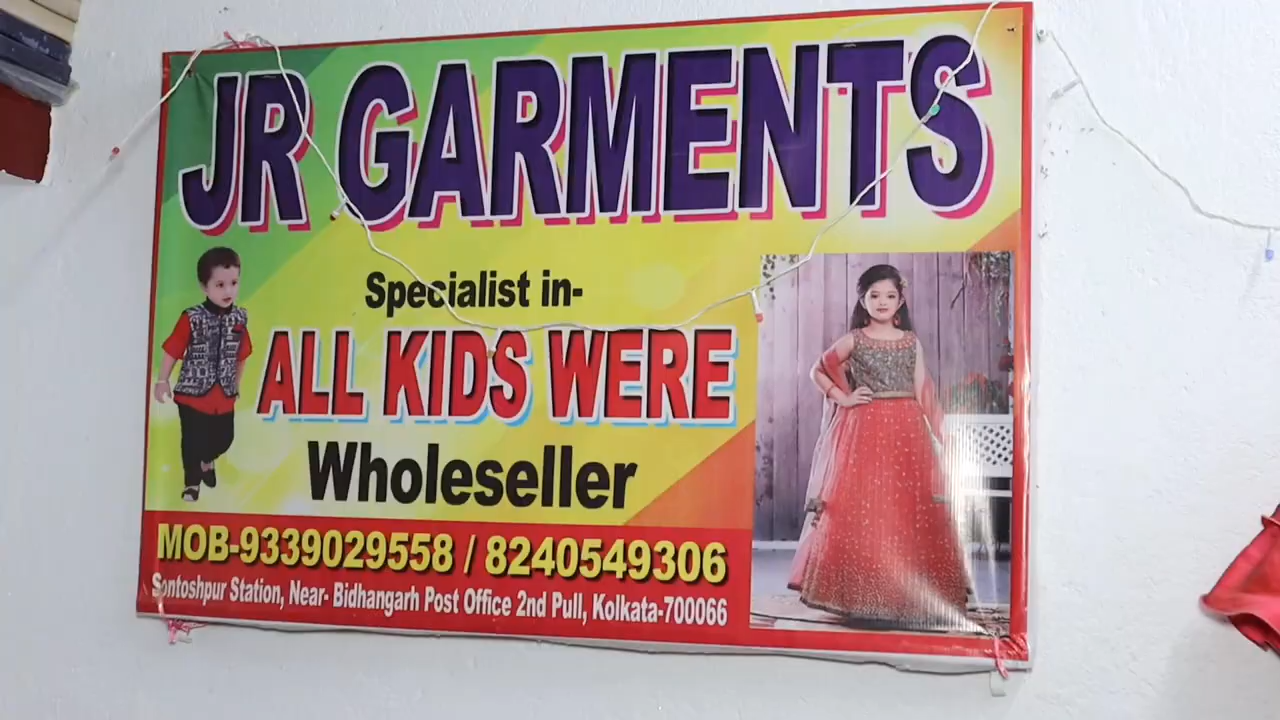 JR GARMENTS
Specialist in-
ALL KIDS WERE
Wholeseller
MOB-9339029558 / 8240549306
Sontoshpur Station, Near- Bidhangarh Post Office 2nd Pull, Kolkata-700066